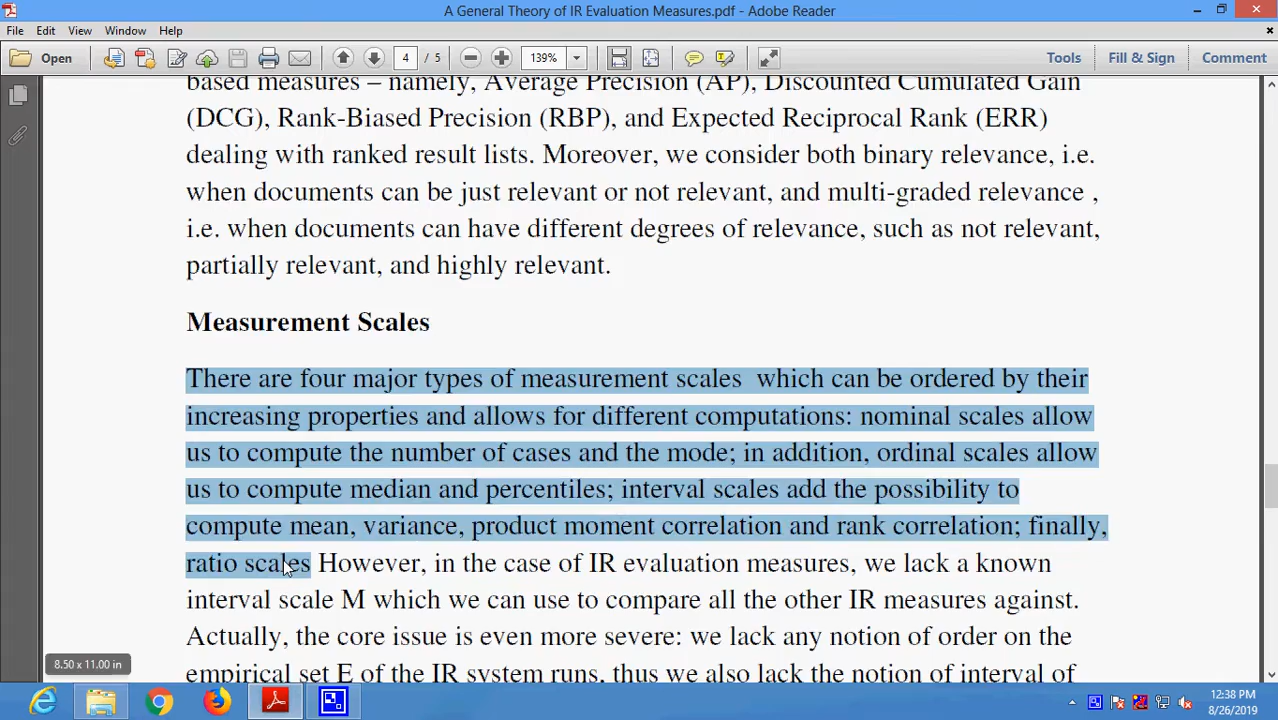 A General Theory of IR Evaluation Measures.pdf - Adobe Reader
File Edit View Window Help
Open 4 / 5 139% Tools Fill & Sign Comment
based measures – namely, Average Precision (AP), Discounted Cumulated Gain
(DCG), Rank-Biased Precision (RBP), and Expected Reciprocal Rank (ERR)
dealing with ranked result lists. Moreover, we consider both binary relevance, i.e.
when documents can be just relevant or not relevant, and multi-graded relevance ,
i.e. when documents can have different degrees of relevance, such as not relevant,
partially relevant, and highly relevant.
Measurement Scales
There are four major types of measurement scales which can be ordered by their
increasing properties and allows for different computations: nominal scales allow
us to compute the number of cases and the mode; in addition, ordinal scales allow
us to compute median and percentiles; interval scales add the possibility to
compute mean, variance, product moment correlation and rank correlation; finally,
ratio scales However, in the case of IR evaluation measures, we lack a known
interval scale M which we can use to compare all the other IR measures against.
Actually, the core issue is even more severe: we lack any notion of order on the
empirical set E of the IR system runs, thus we also lack the notion of interval of
8.50 x 11.00 in
12:38 PM
8/26/2019